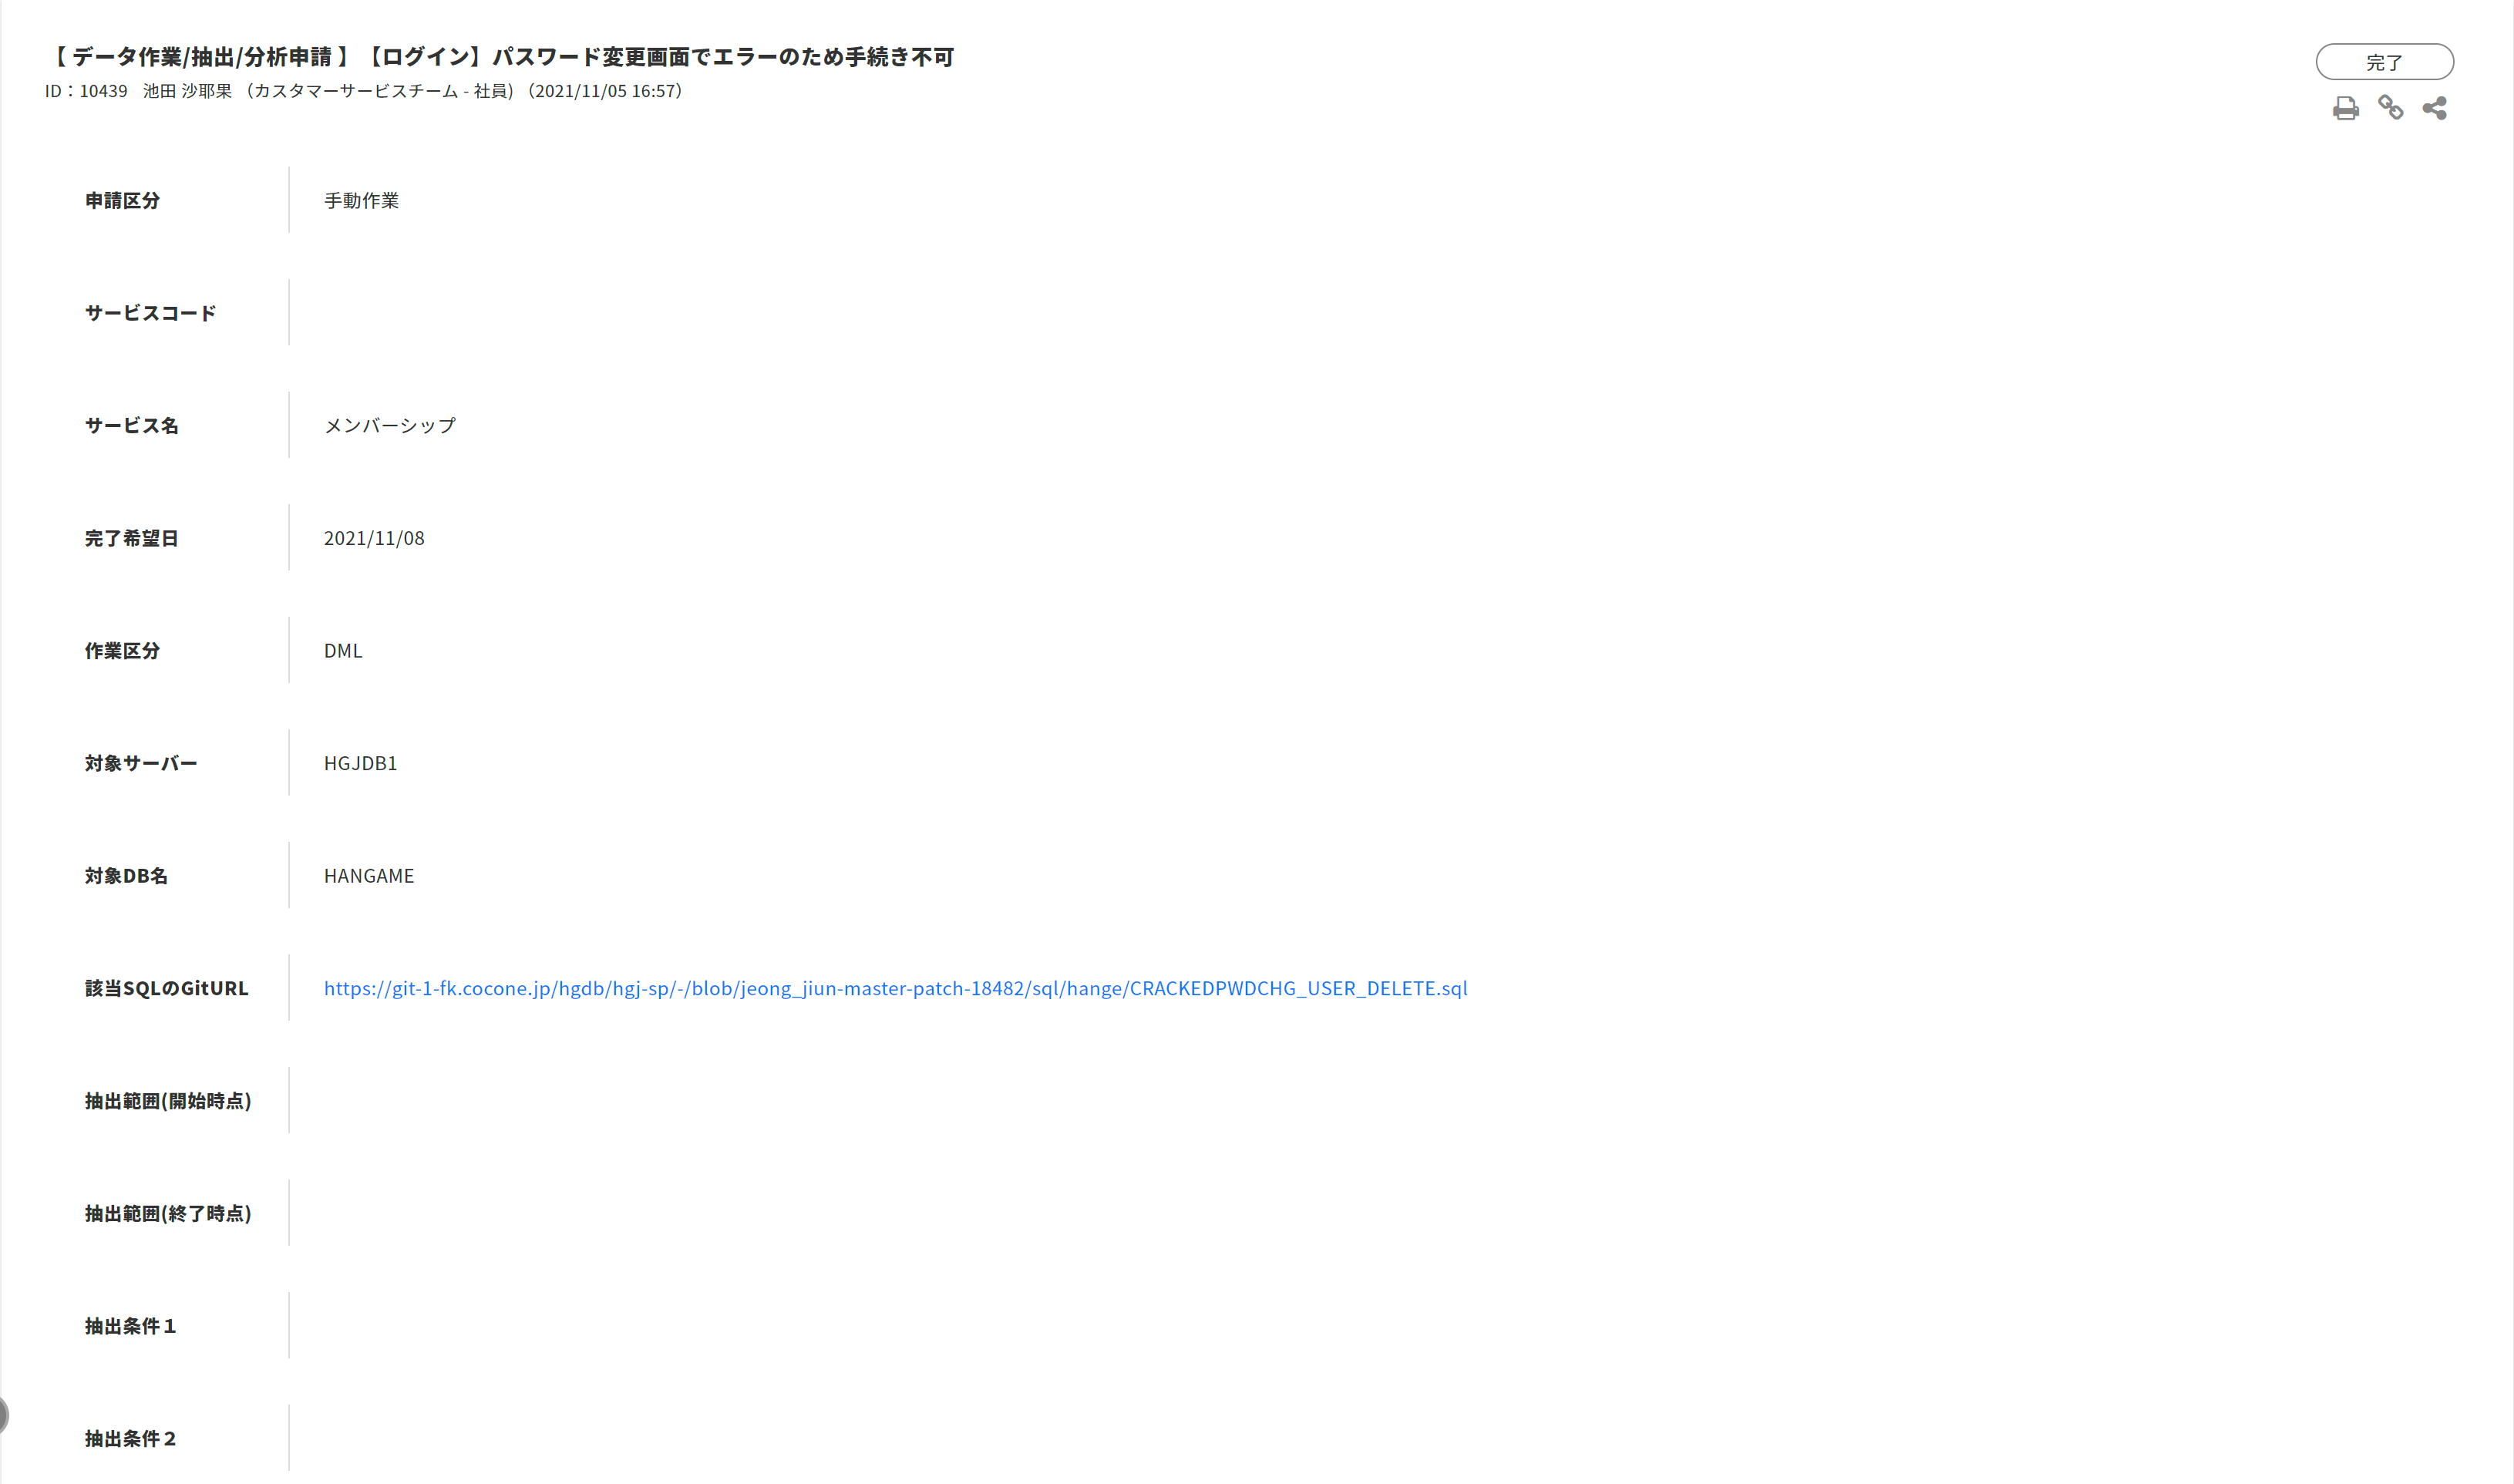 【 データ作業/抽出/分析申請 】【ログイン】パスワード変更画面でエラーのため手続き不可
完了
ID：10439 池田 沙耶果 （カスタマーサービスチーム - 社員) （2021/11/05 16:57）
申請区分 手動作業
サービスコード
サービス名 メンバーシップ
完了希望日 2021/11/08
作業区分 DML
対象サーバー HGJDB1
対象DB名 HANGAME
該当SQLのGitURL https://git-1-fk.cocone.jp/hgdb/hgj-sp/-/blob/jeong_jiun-master-patch-18482/sql/hange/CRACKEDPWDCHG_USER_DELETE.sql
抽出範囲(開始時点)
抽出範囲(終了時点)
抽出条件１
抽出条件２